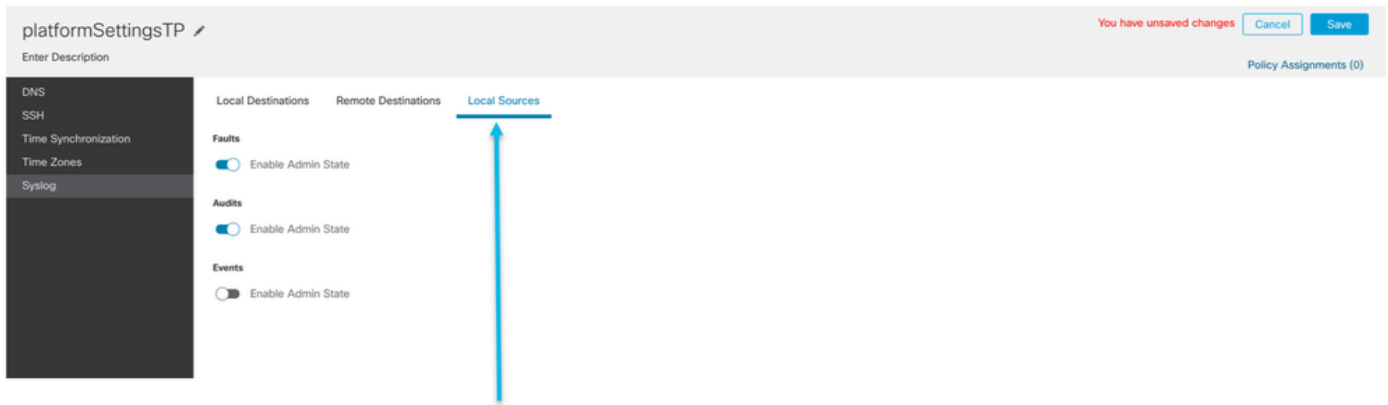 platformSettingsTP
You have unsaved changes Cancel Save
Enter Description
Policy Assignments (0)
DNS
SSH
Time Synchronization
Time Zones
Syslog
Local Destinations Remote Destinations Local Sources
Faults
Enable Admin State
Audits
Enable Admin State
Events
Enable Admin State